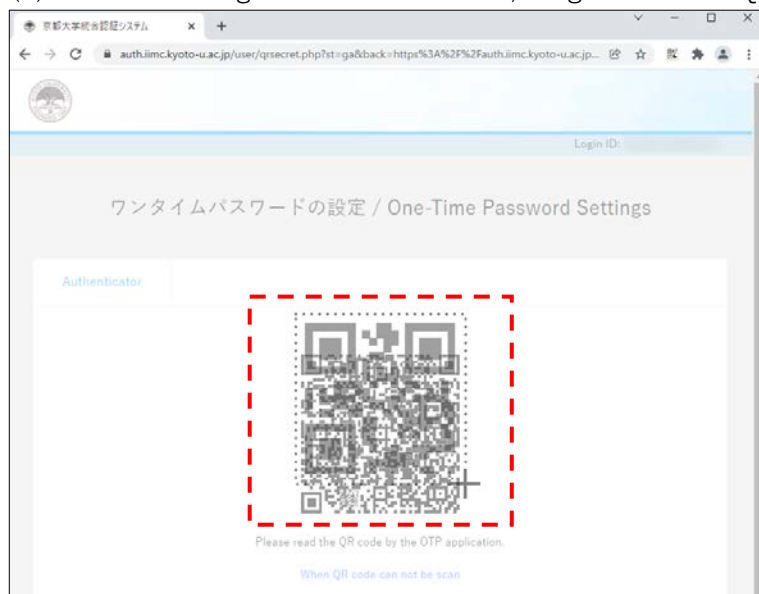 京都大学統合認証システム
auth.iimc.kyoto-u.ac.jp/user/qrsecret.php?st=ga&back=https%3A%2F%2Fauth.iimc.kyoto-u.ac.jp...
Login ID:
ワンタイムパスワードの設定 / One-Time Password Settings
Authenticator
Please read the QR code by the OTP application.
When QR code can not be scan